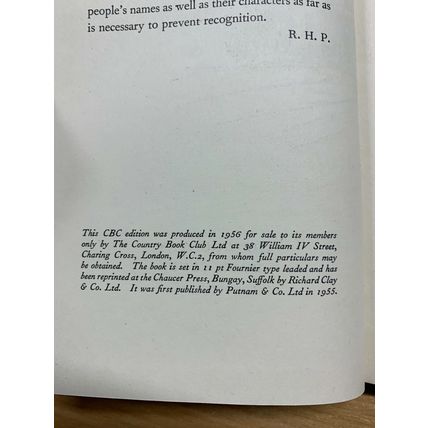 people's names as well as their characters as far as
is necessary to prevent recognition.
R. H. P.
This CBC edition was produced in 1956 for sale to its members
only by The Country Book Club Ltd at 38 William IV Street,
Charing Cross, London, W.C.2, from whom full particulars may
be obtained. The book is set in 11 pt Fournier type leaded and has
been reprinted at the Chaucer Press, Bungay, Suffolk by Richard Clay
& Co. Ltd. It was first published by Putnam & Co. Ltd in 1955.